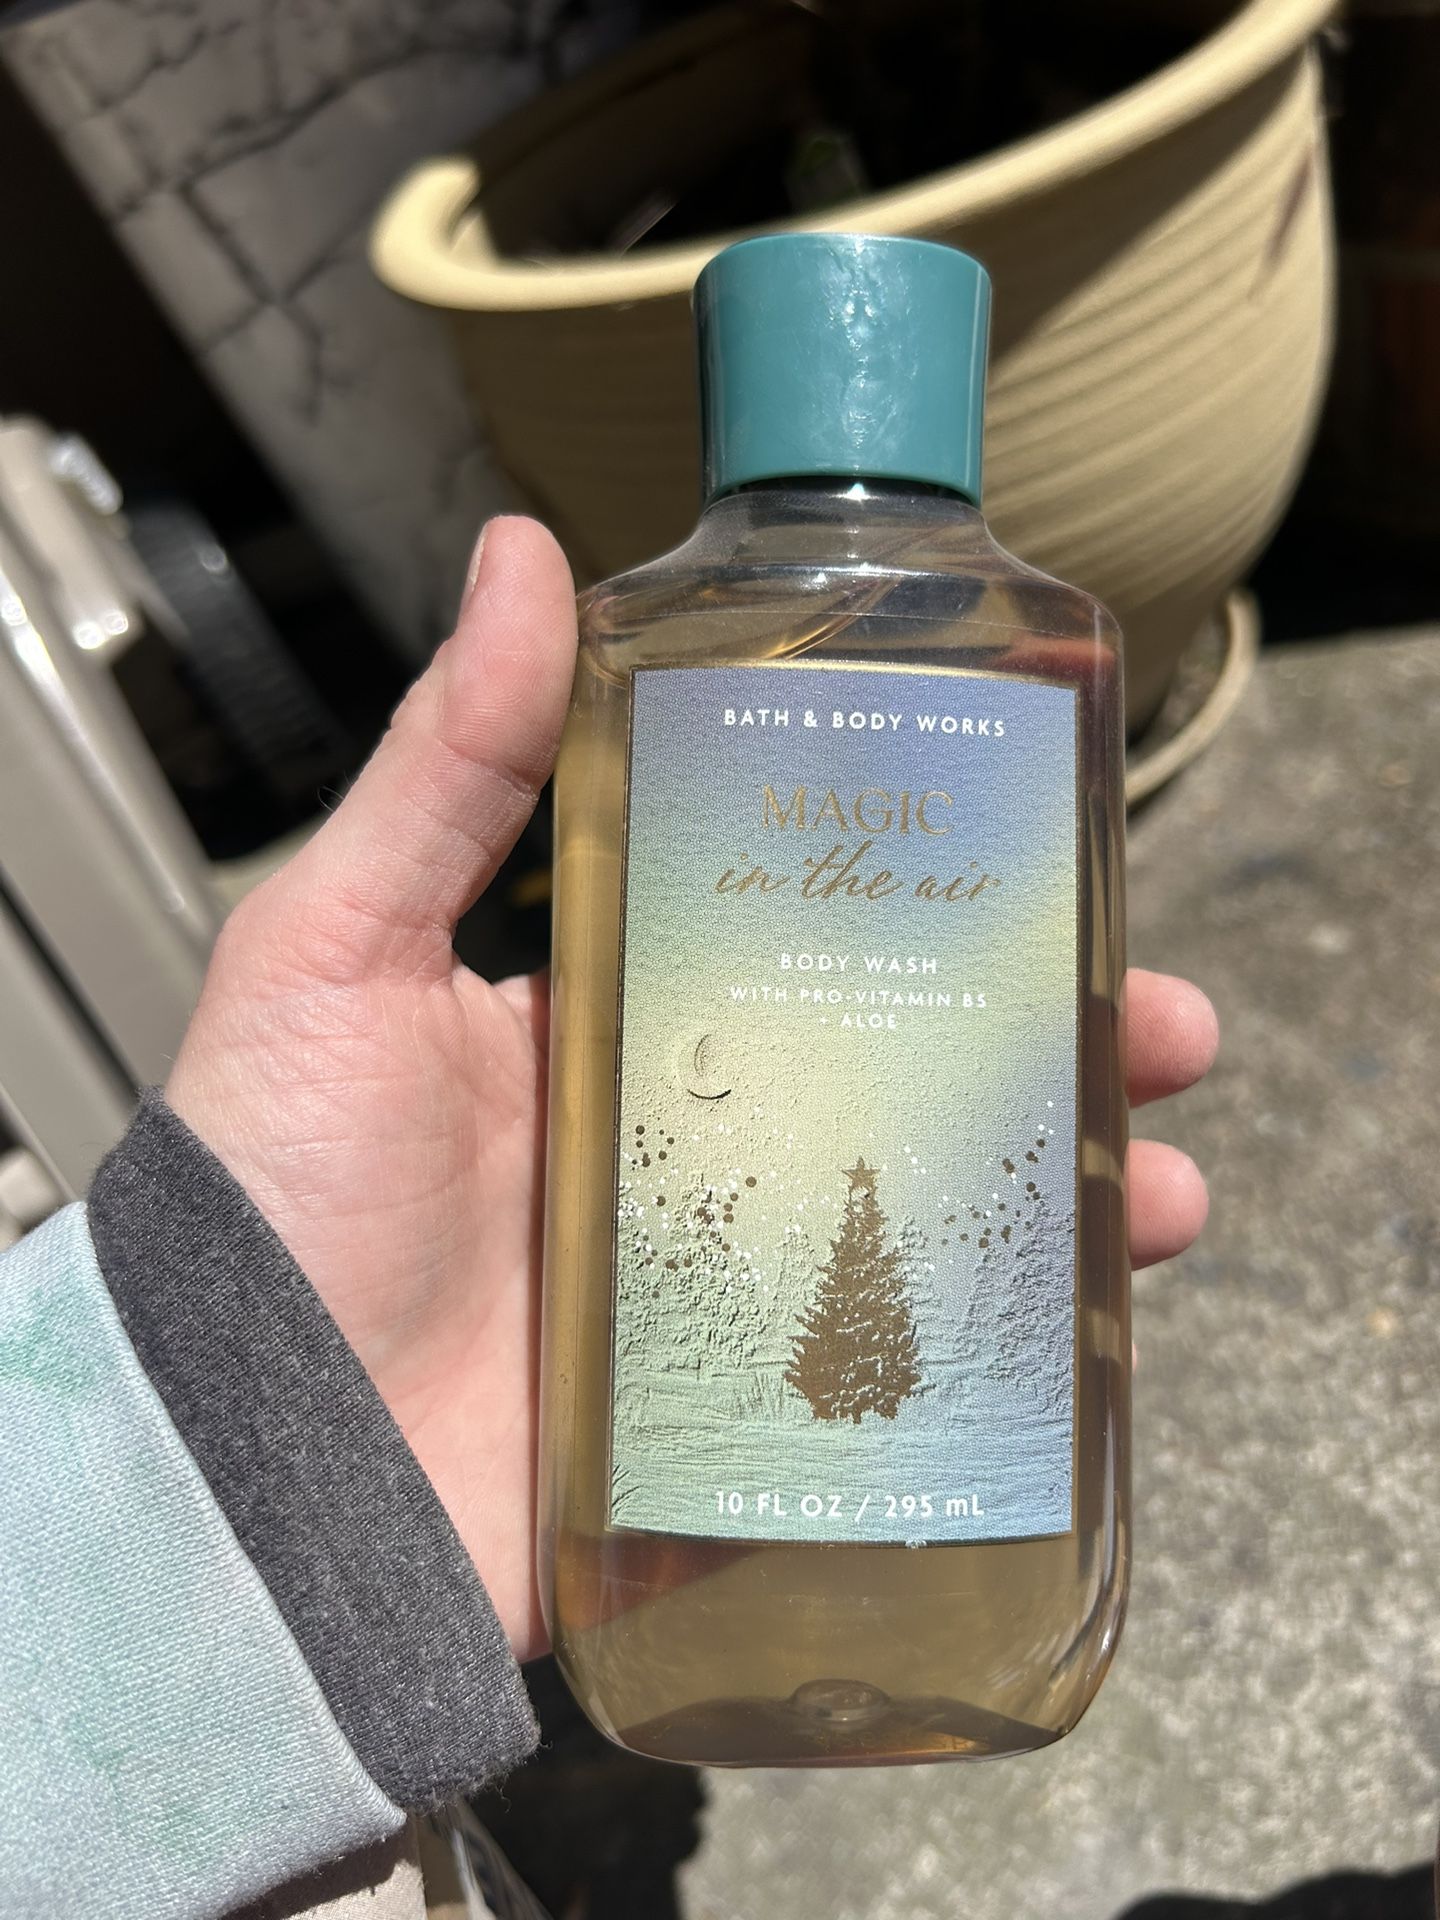 BATH & BODY WORKS
MAGIC
in the air
BODY WASH
WITH PRO-VITAMIN B5
+ ALOE
10 FL OZ / 295 mL